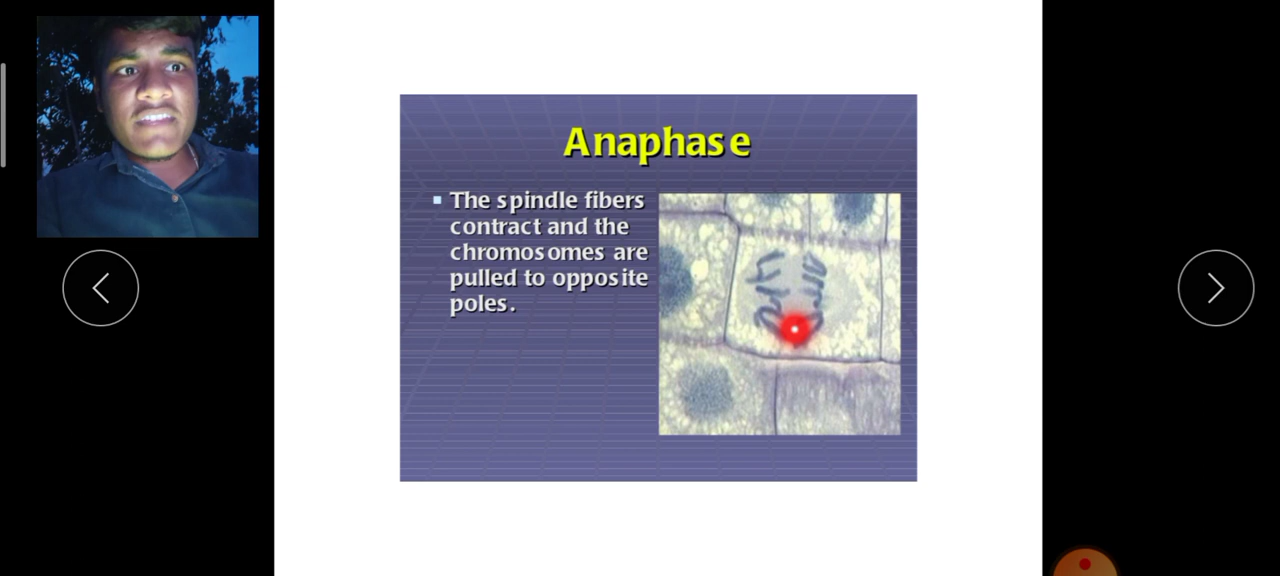 Anaphase
The spindle fibers
contract and the
chromosomes are
pulled to opposite
poles.